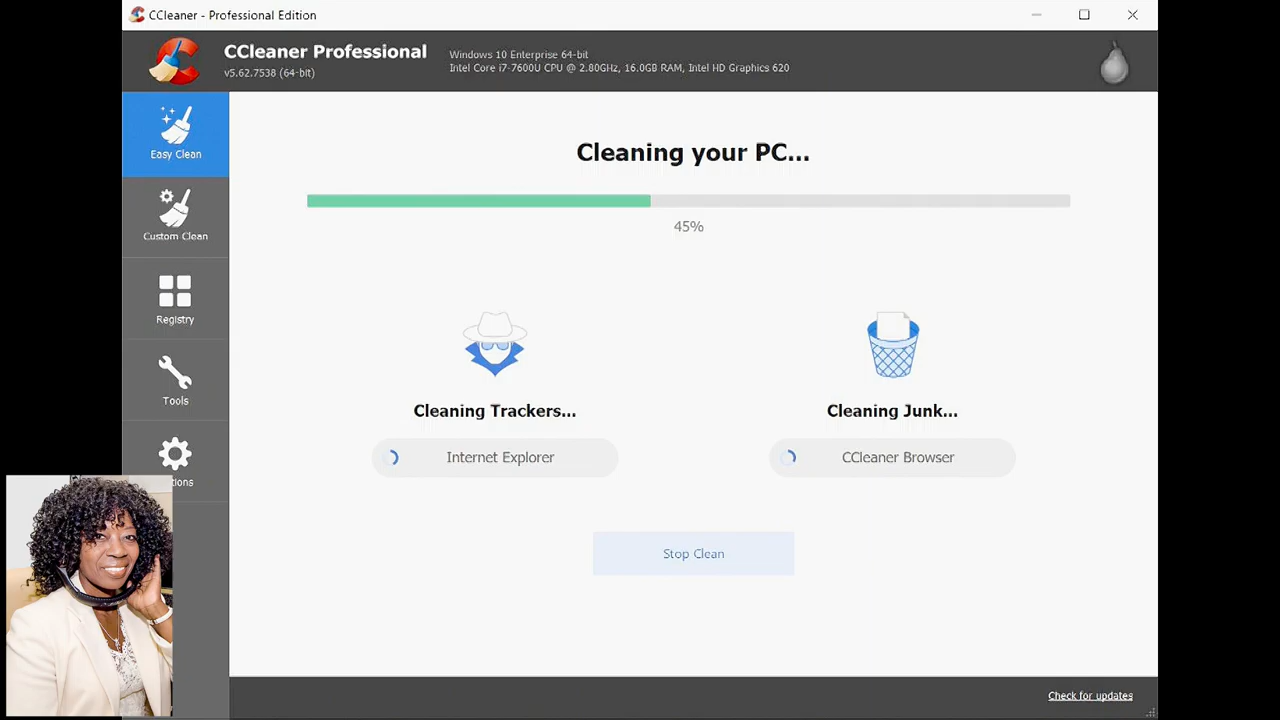 CCleaner - Professional Edition
CCleaner Professional
v5.62.7538 (64-bit)
Windows 10 Enterprise 64-bit
Intel Core i7-7600U CPU @ 2.80GHz, 16.0GB RAM, Intel HD Graphics 620
Easy Clean
Custom Clean
Registry
Tools
tions
Cleaning your PC...
45%
Cleaning Trackers...
Internet Explorer
Cleaning Junk...
CCleaner Browser
Stop Clean
Check for updates